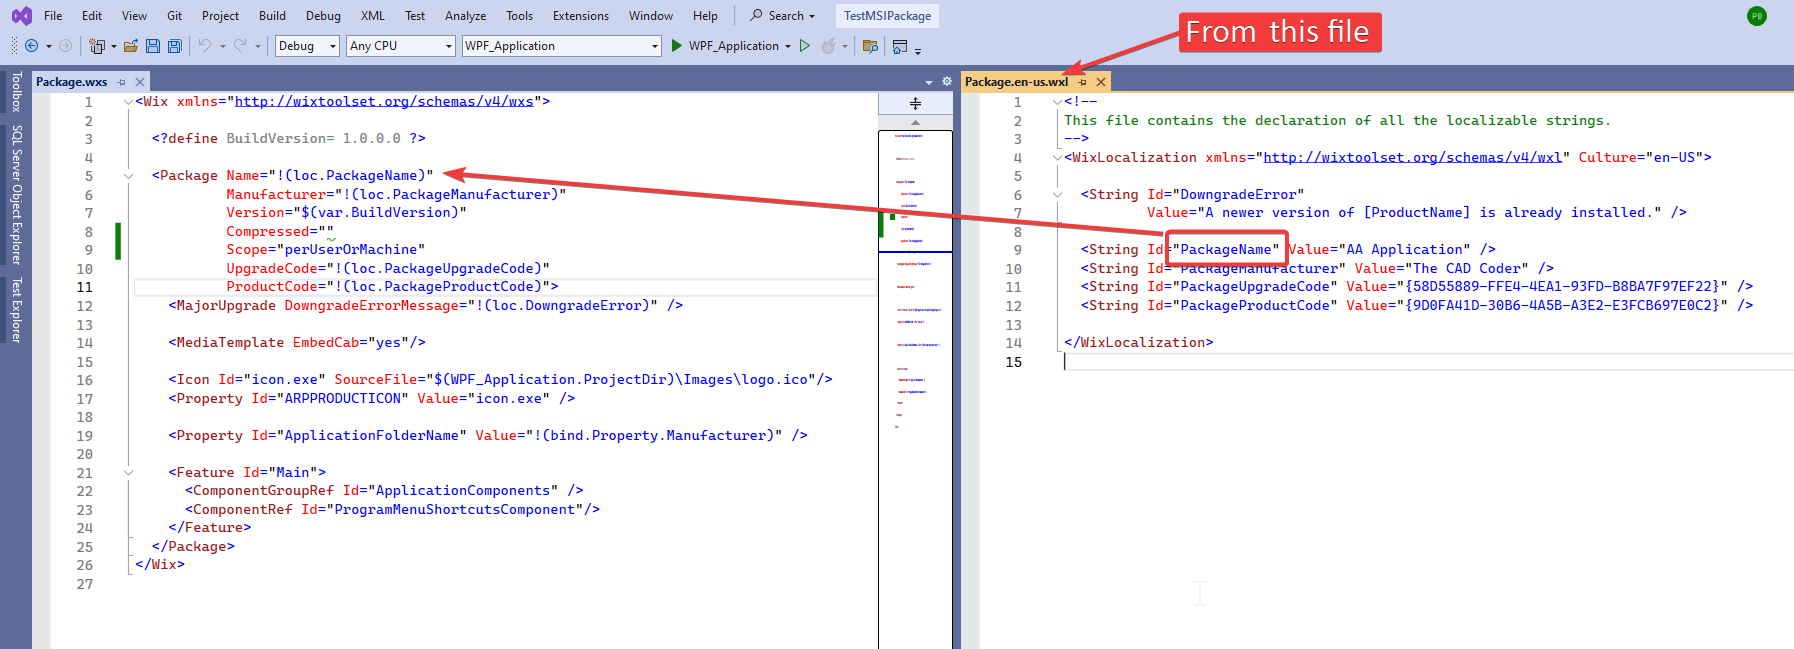 File Edit View Git Project Build Debug XML Test Analyze Tools Extensions Window Help Search TestMSIPackage PB
Debug Any CPU WPF_Application WPF_Application
From this file
Toolbox
SQL Server Object Explorer
Test Explorer
Package.wxs
1 <Wix xmlns="http://wixtoolset.org/schemas/v4/wxs">
2
3 <?define BuildVersion= 1.0.0.0 ?>
4
5 <Package Name="!(loc.PackageName)"
6 Manufacturer="!(loc.PackageManufacturer)"
7 Version="$(var.BuildVersion)"
8 Compressed=""
9 Scope="perUserOrMachine"
10 UpgradeCode="!(loc.PackageUpgradeCode)"
11 ProductCode="!(loc.PackageProductCode)">
12 <MajorUpgrade DowngradeErrorMessage="!(loc.DowngradeError)" />
13
14 <MediaTemplate EmbedCab="yes"/>
15
16 <Icon Id="icon.exe" SourceFile="$(WPF_Application.ProjectDir)\Images\logo.ico"/>
17 <Property Id="ARPPRODUCTICON" Value="icon.exe" />
18
19 <Property Id="ApplicationFolderName" Value="!(bind.Property.Manufacturer)" />
20
21 <Feature Id="Main">
22 <ComponentGroupRef Id="ApplicationComponents" />
23 <ComponentRef Id="ProgramMenuShortcutsComponent"/>
24 </Feature>
25 </Package>
26 </Wix>
27
Package.en-us.wxl
1 <!--
2 This file contains the declaration of all the localizable strings.
3 -->
4 <WixLocalization xmlns="http://wixtoolset.org/schemas/v4/wxl" Culture="en-US">
5
6 <String Id="DowngradeError"
7 Value="A newer version of [ProductName] is already installed." />
8
9 <String Id="PackageName" Value="AA Application" />
10 <String Id="PackageManufacturer" Value="The CAD Coder" />
11 <String Id="PackageUpgradeCode" Value="{58D55889-FFE4-4EA1-93FD-B8BA7F97EF22}" />
12 <String Id="PackageProductCode" Value="{9D0FA41D-30B6-4A5B-A3E2-E3FCB697E0C2}" />
13
14 </WixLocalization>
15